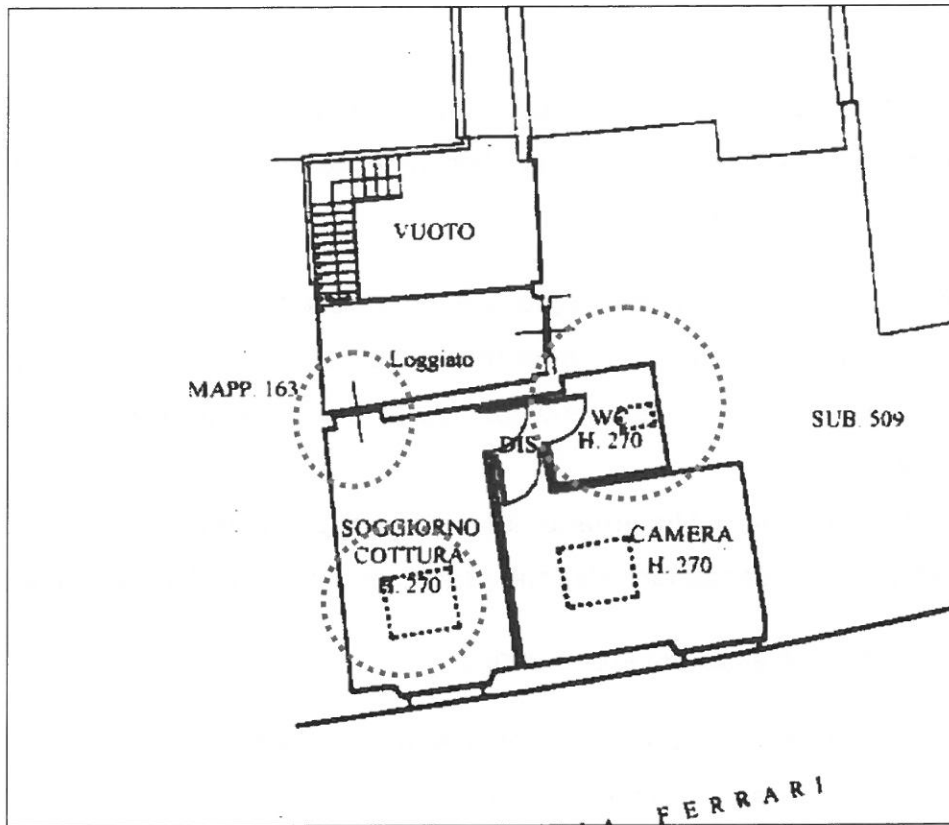 VUOTO
Loggiato
MAPP. 163
SUB. 509
WC
H. 270
DIS
SOGGIORNO
COTTURA
H. 270
CAMERA
H. 270
FERRARI